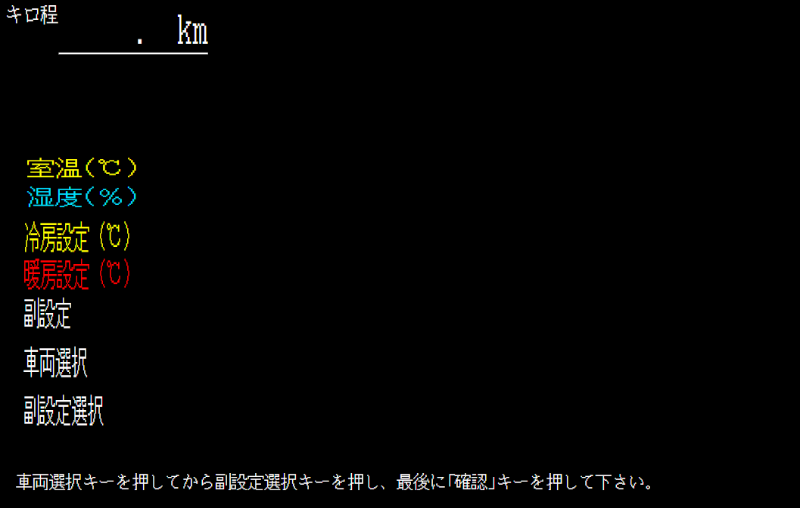 キロ程
. km
室温(℃)
湿度(%)
冷房設定(℃)
暖房設定(℃)
副設定
車両選択
副設定選択
車両選択キーを押してから副設定選択キーを押し、最後に「確認」キーを押して下さい。